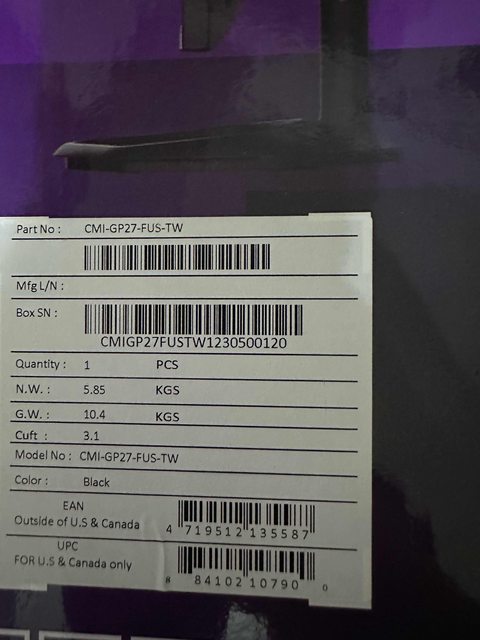 Part No : CMI-GP27-FUS-TW
Mfg L/N :
Box SN :
CMIGP27FUSTW1230500120
Quantity : 1 PCS
N.W. : 5.85 KGS
G.W. : 10.4 KGS
Cuft : 3.1
Model No : CMI-GP27-FUS-TW
Color : Black
EAN
Outside of U.S & Canada
4 719512 135587
UPC
FOR U.S & Canada only
8 84102 10790 0